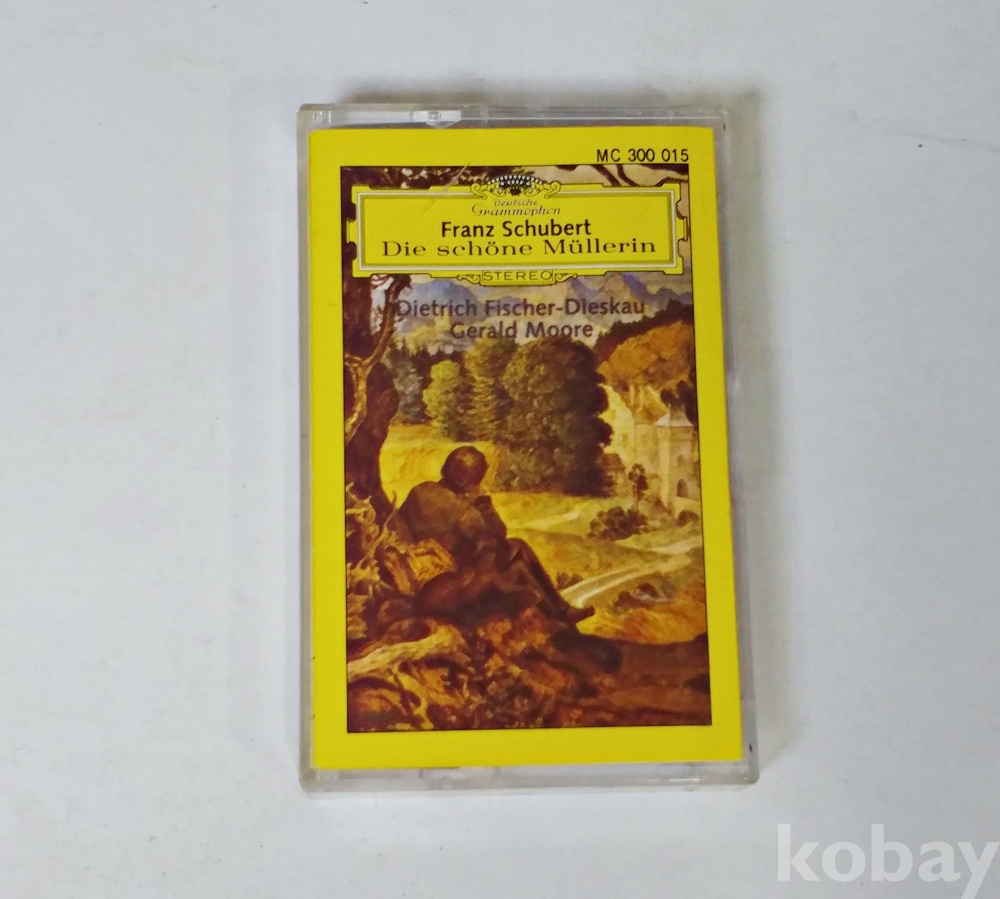 MC 300 015
Deutsche
Grammophon
Franz Schubert
Die schöne Müllerin
STEREO
Dietrich Fischer-Dieskau
Gerald Moore
kobay